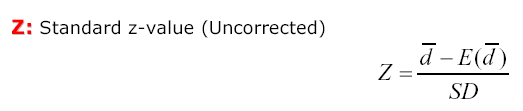 Z: Standard z-value (Uncorrected)
Z = (d̅ – E(d̅)) / SD